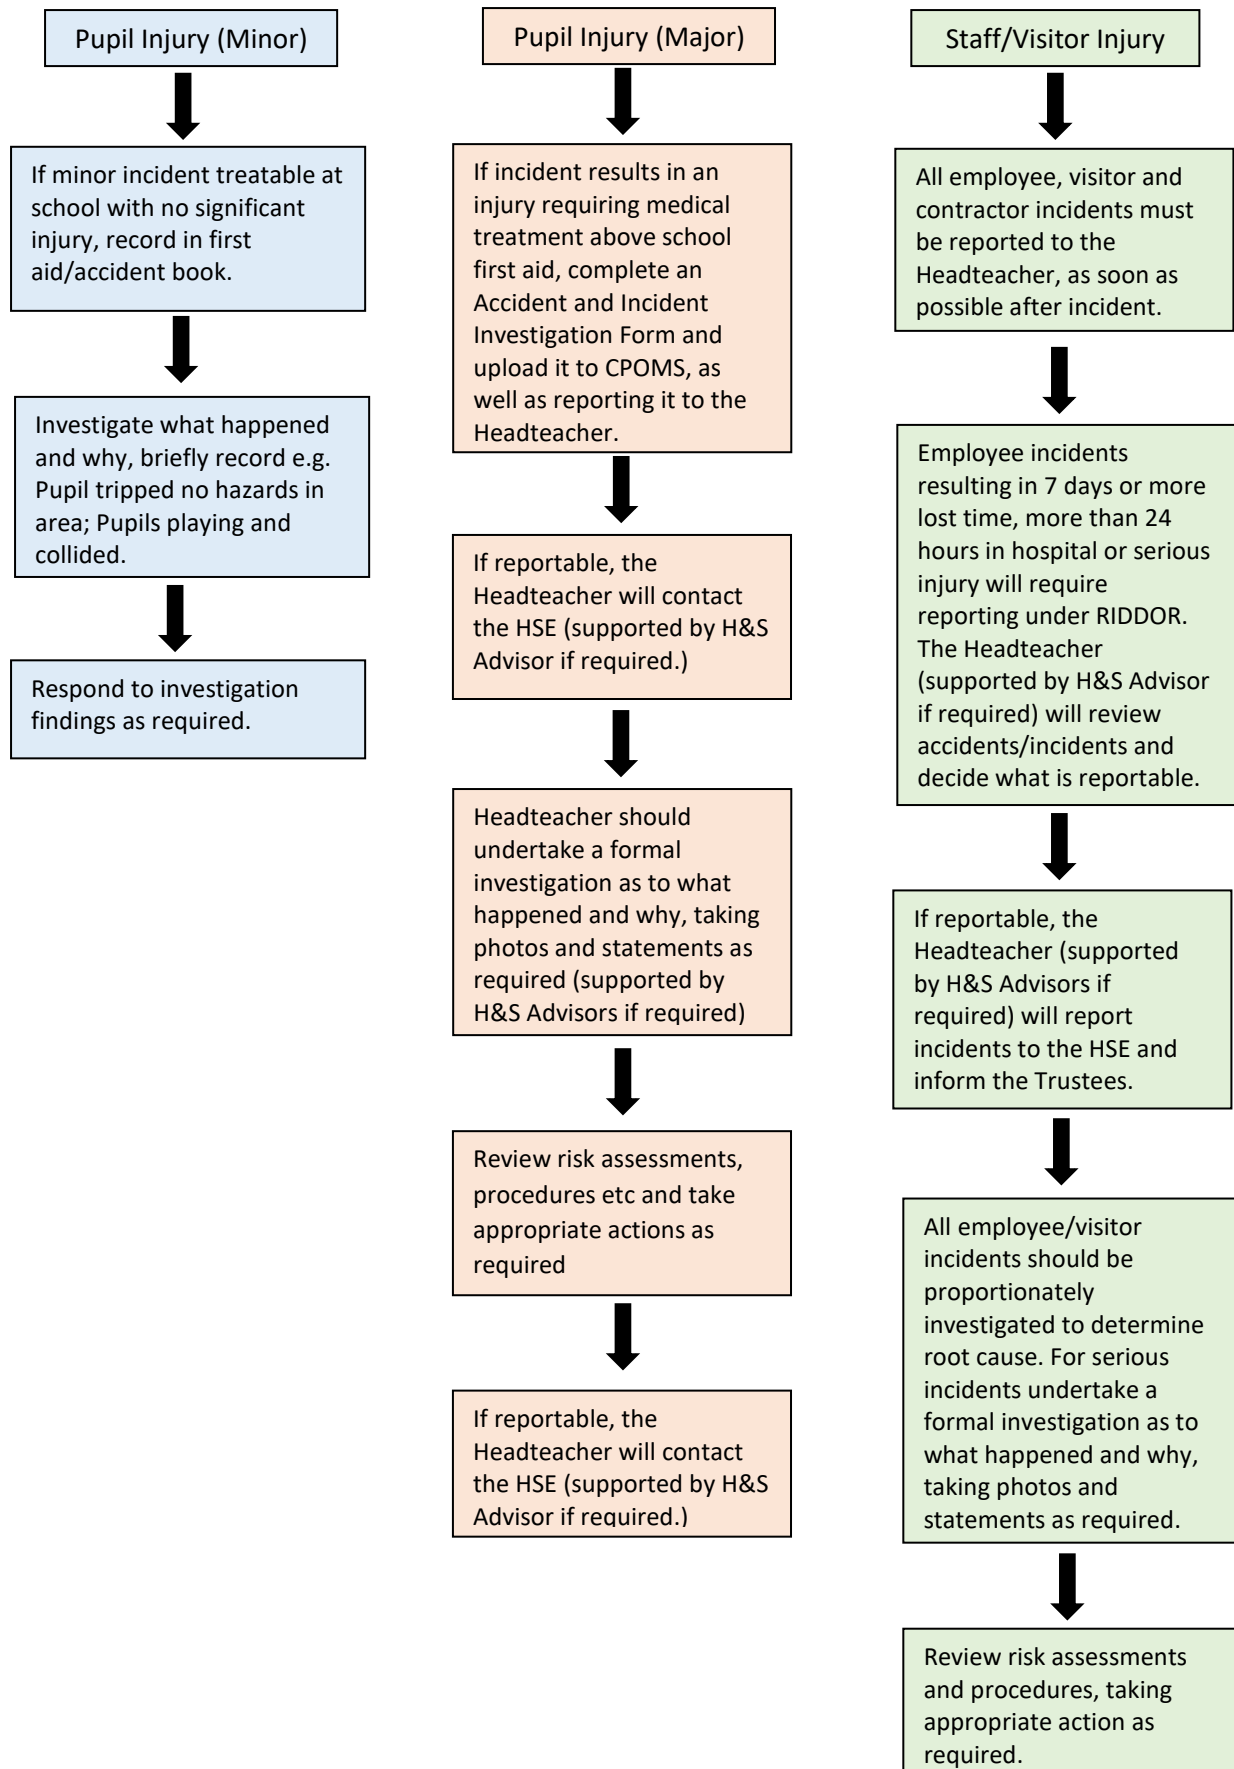 Pupil Injury (Minor)
If minor incident treatable at
school with no significant
injury, record in first
aid/accident book.
Investigate what happened
and why, briefly record e.g.
Pupil tripped no hazards in
area; Pupils playing and
collided.
Respond to investigation
findings as required.
Pupil Injury (Major)
If incident results in an
injury requiring medical
treatment above school
first aid, complete an
Accident and Incident
Investigation Form and
upload it to CPOMS, as
well as reporting it to the
Headteacher.
If reportable, the
Headteacher will contact
the HSE (supported by H&S
Advisor if required.)
Headteacher should
undertake a formal
investigation as to what
happened and why, taking
photos and statements as
required (supported by
H&S Advisors if required)
Review risk assessments,
procedures etc and take
appropriate actions as
required
If reportable, the
Headteacher will contact
the HSE (supported by H&S
Advisor if required.)
Staff/Visitor Injury
All employee, visitor and
contractor incidents must
be reported to the
Headteacher, as soon as
possible after incident.
Employee incidents
resulting in 7 days or more
lost time, more than 24
hours in hospital or serious
injury will require
reporting under RIDDOR.
The Headteacher
(supported by H&S Advisor
if required) will review
accidents/incidents and
decide what is reportable.
If reportable, the
Headteacher (supported
by H&S Advisors if
required) will report
incidents to the HSE and
inform the Trustees.
All employee/visitor
incidents should be
proportionately
investigated to determine
root cause. For serious
incidents undertake a
formal investigation as to
what happened and why,
taking photos and
statements as required.
Review risk assessments
and procedures, taking
appropriate action as
required.